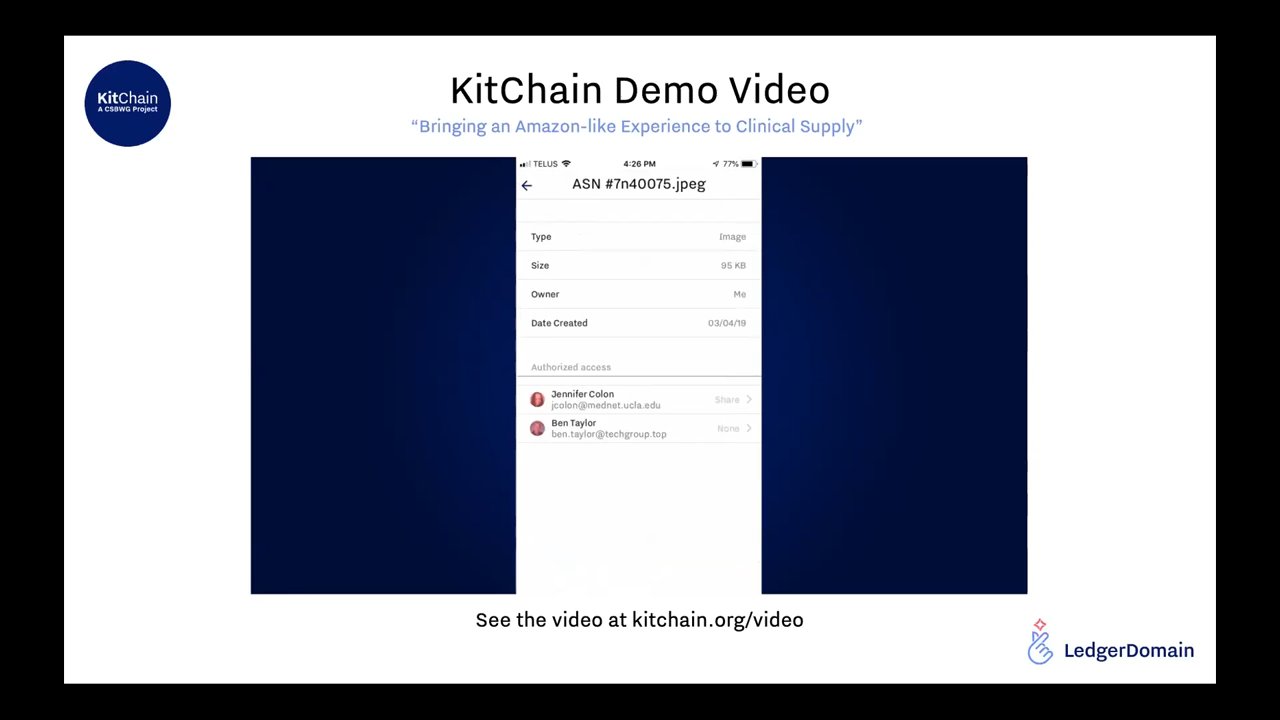 KitChain
A CSBWG Project
KitChain Demo Video
“Bringing an Amazon-like Experience to Clinical Supply”
TELUS 4:26 PM 77%
ASN #7n40075.jpeg
Type Image
Size 95 KB
Owner Me
Date Created 03/04/19
Authorized access
Jennifer Colon
jcolon@mednet.ucla.edu Share
Ben Taylor
ben.taylor@techgroup.top None
See the video at kitchain.org/video
LedgerDomain